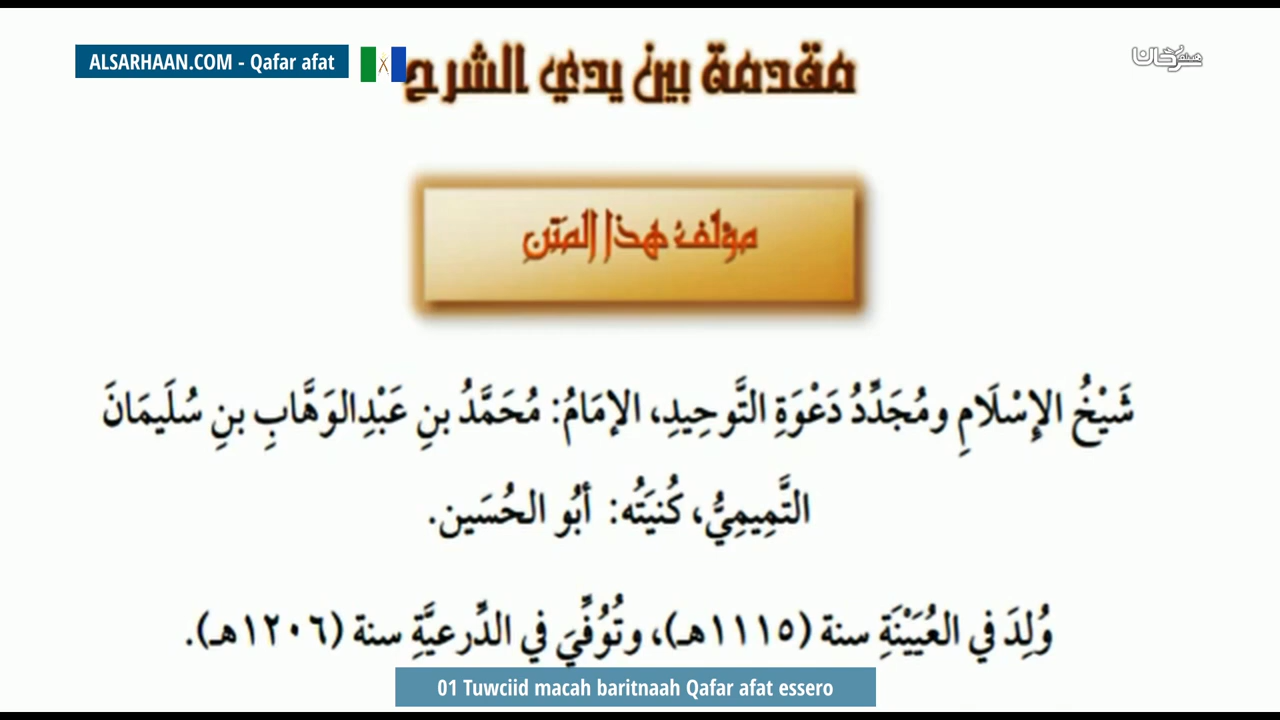 ALSARHAAN.COM - Qafar afat
مقدمة بين يدي الشرح
مؤلف هذا المتن
شَيْخُ الإِسْلَامِ ومُجَدِّدُ دَعْوَةِ التَّوحِيدِ، الإِمَامُ: مُحَمَّدُ بنِ عَبْدِالوَهَّابِ بنِ سُلَيمَانَ
التَّمِيمِيُّ، كُنيَتُه: أبُو الحُسَين.
وُلِدَ في العُيَيْنَةِ سنة (١١١٥هـ)، وتُوُفِّيَ في الدِّرعيَّةِ سنة (١٢٠٦هـ).
01 Tuwciid macah baritnaah Qafar afat essero